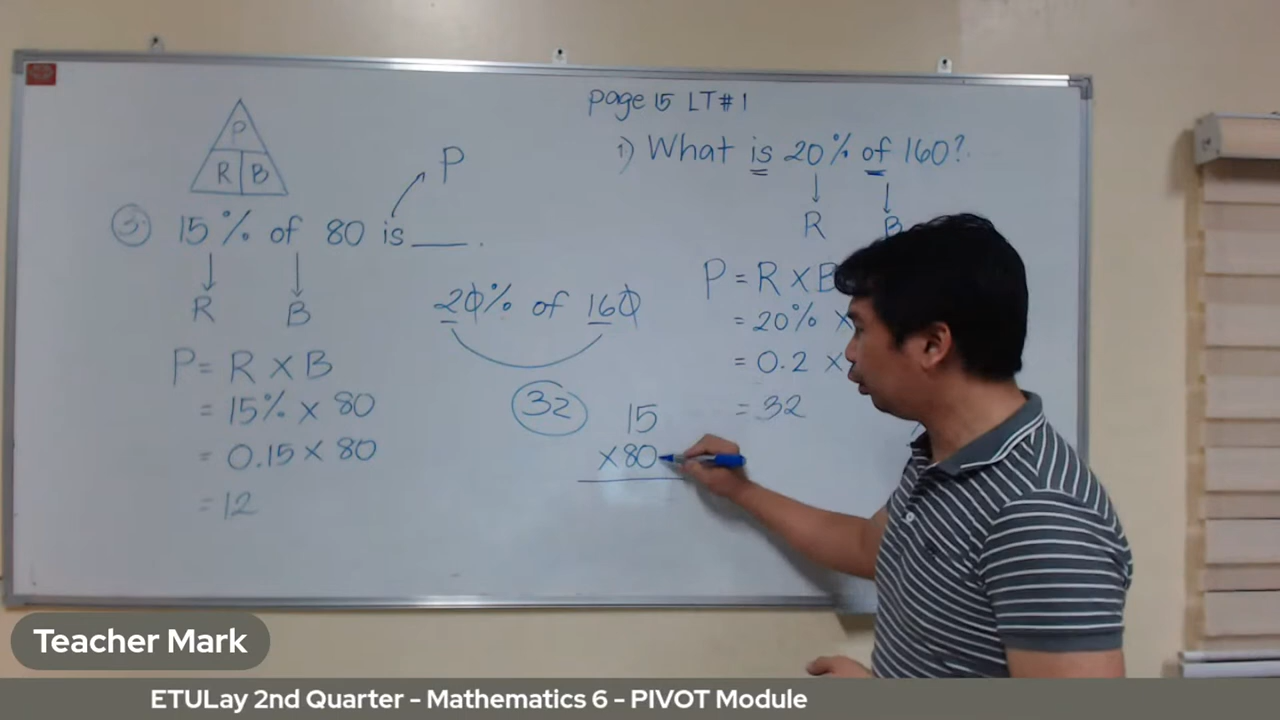 page 15 LT#1
P
R B
P
3. 15% of 80 is ___.
R B
P = R X B
= 15% X 80
= 0.15 X 80
= 12
20% of 160
32
15
X 80
1) What is 20% of 160?
R B
P = R X B
= 20% X
= 0.2 X
= 32
Teacher Mark
ETULay 2nd Quarter - Mathematics 6 - PIVOT Module